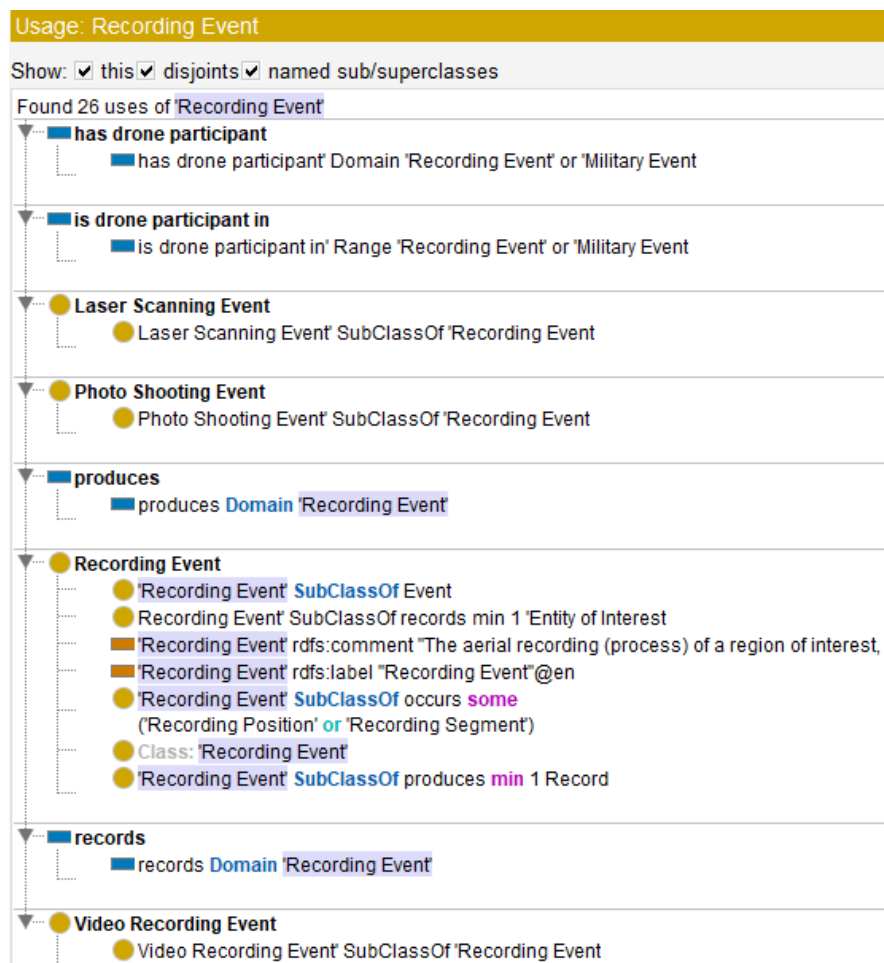 Usage: Recording Event
Show: this disjoints named sub/superclasses
Found 26 uses of 'Recording Event'
has drone participant
has drone participant' Domain 'Recording Event' or 'Military Event
is drone participant in
is drone participant in' Range 'Recording Event' or 'Military Event
Laser Scanning Event
Laser Scanning Event' SubClassOf 'Recording Event
Photo Shooting Event
Photo Shooting Event' SubClassOf 'Recording Event
produces
produces Domain 'Recording Event'
Recording Event
'Recording Event' SubClassOf Event
Recording Event' SubClassOf records min 1 'Entity of Interest
'Recording Event' rdfs:comment "The aerial recording (process) of a region of interest,
'Recording Event' rdfs:label "Recording Event"@en
'Recording Event' SubClassOf occurs some
('Recording Position' or 'Recording Segment')
Class: 'Recording Event'
'Recording Event' SubClassOf produces min 1 Record
records
records Domain 'Recording Event'
Video Recording Event
Video Recording Event' SubClassOf 'Recording Event